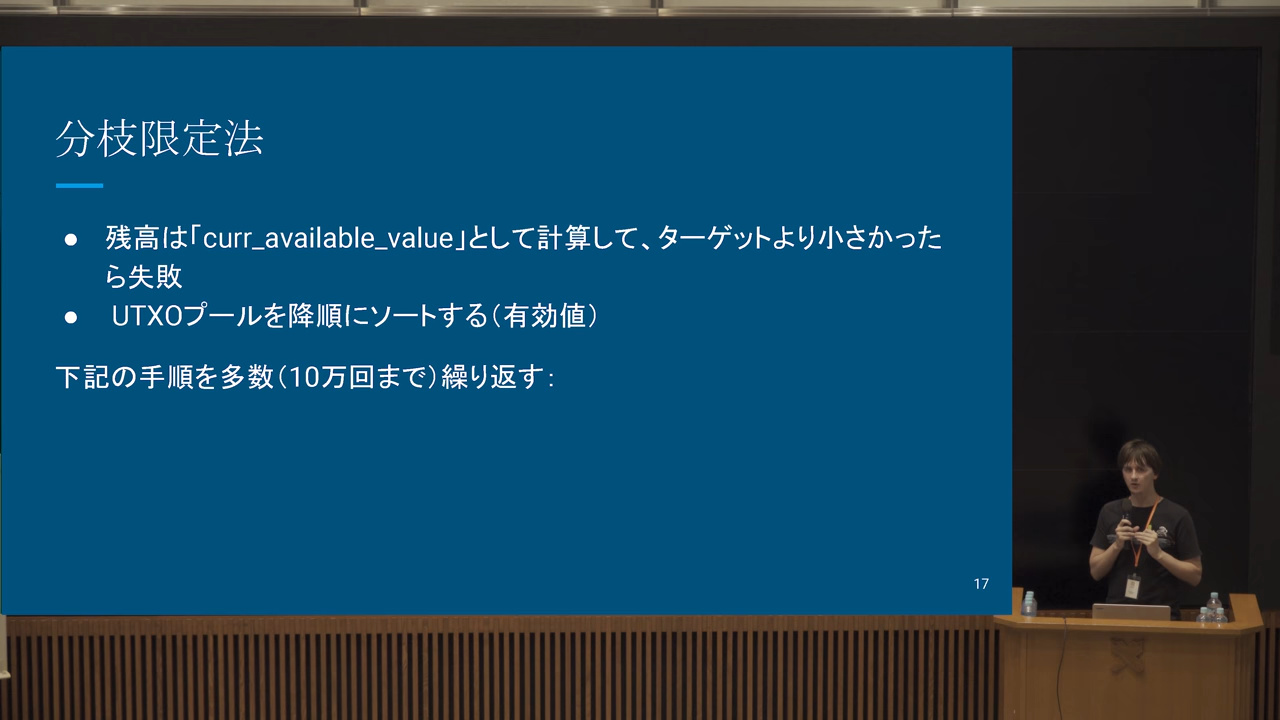 分枝限定法
● 残高は「curr_available_value」として計算して、ターゲットより小さかった
ら失敗
● UTXOプールを降順にソートする（有効値）
下記の手順を多数（10万回まで）繰り返す：
17